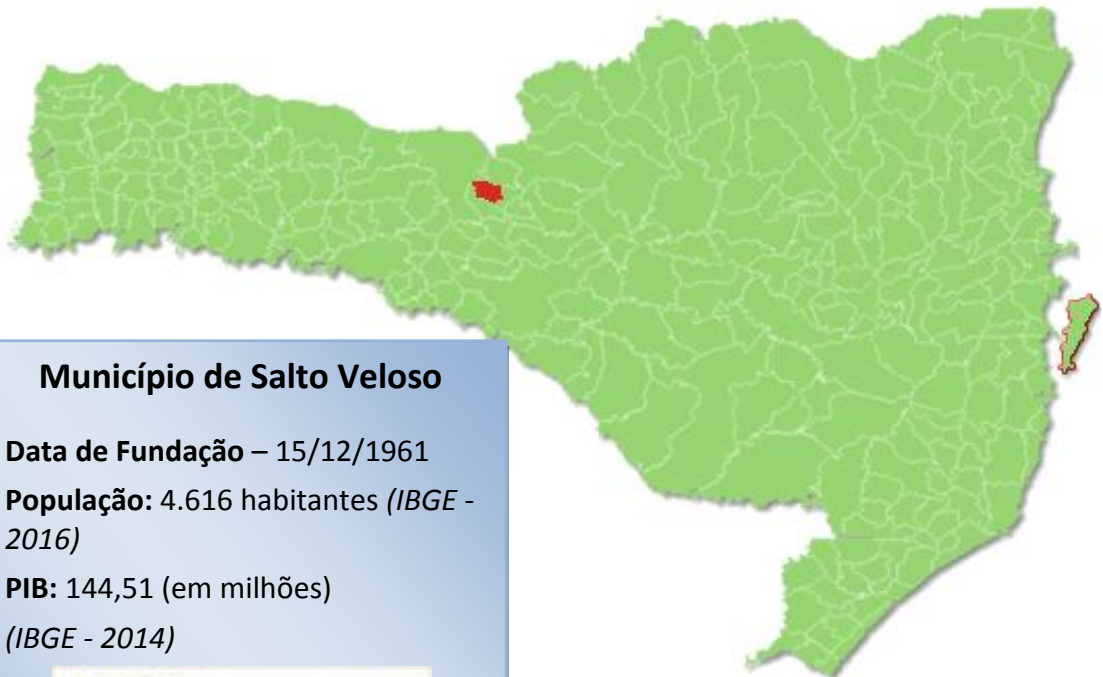 Município de Salto Veloso
Data de Fundação – 15/12/1961
População: 4.616 habitantes (IBGE -
2016)
PIB: 144,51 (em milhões)
(IBGE - 2014)